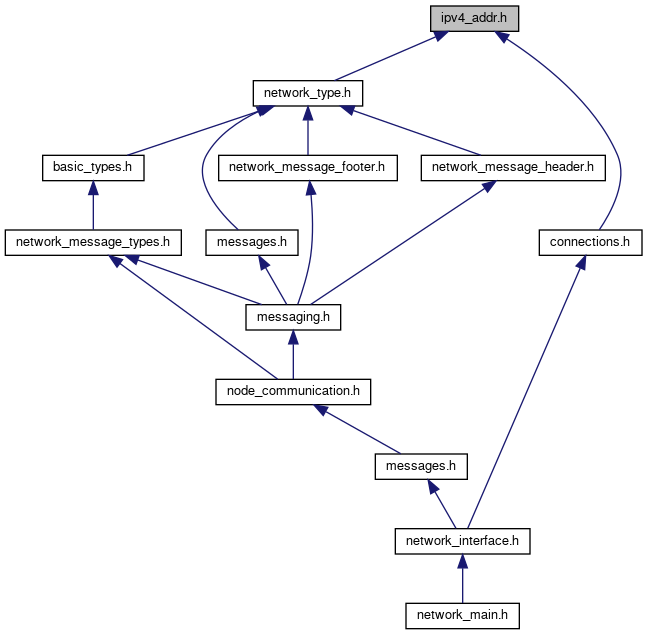 ipv4_addr.h
network_type.h
basic_types.h
network_message_footer.h
network_message_header.h
network_message_types.h
messages.h
connections.h
messaging.h
node_communication.h
messages.h
network_interface.h
network_main.h